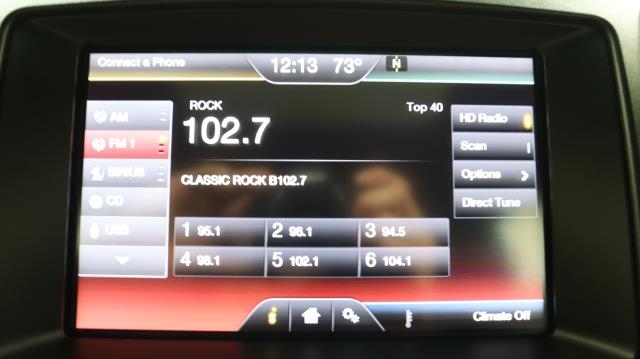 Connect a Phone
12:13 73° N
AM
FM 1
SIRIUS
CD
USB
ROCK
Top 40
102.7
CLASSIC ROCK B102.7
1 95.1 2 96.1 3 94.5
4 98.1 5 102.1 6 104.1
HD Radio
Scan
Options
Direct Tune
Climate Off